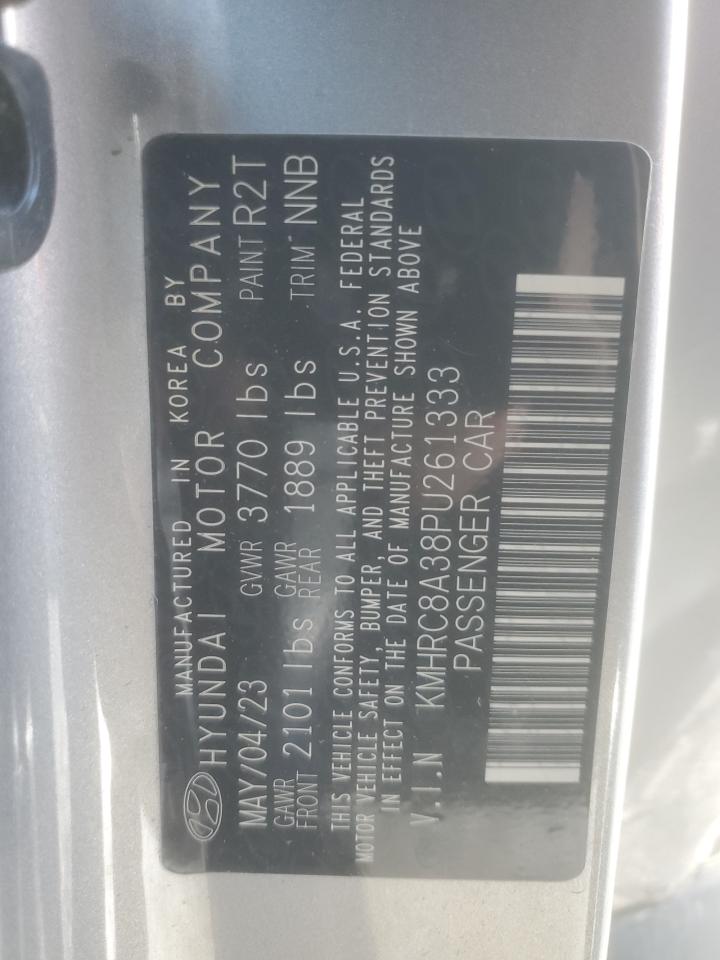 MANUFACTURED IN KOREA BY
HYUNDAI MOTOR COMPANY
MAY/04/23 GVWR 3770 lbs PAINT R2T
GAWR FRONT 2101 lbs GAWR REAR 1889 lbs TRIM NNB
THIS VEHICLE CONFORMS TO ALL APPLICABLE U.S.A. FEDERAL
MOTOR VEHICLE SAFETY, BUMPER, AND THEFT PREVENTION STANDARDS
IN EFFECT ON THE DATE OF MANUFACTURE SHOWN ABOVE
V.I.N KMHRC8A38PU261333
PASSENGER CAR